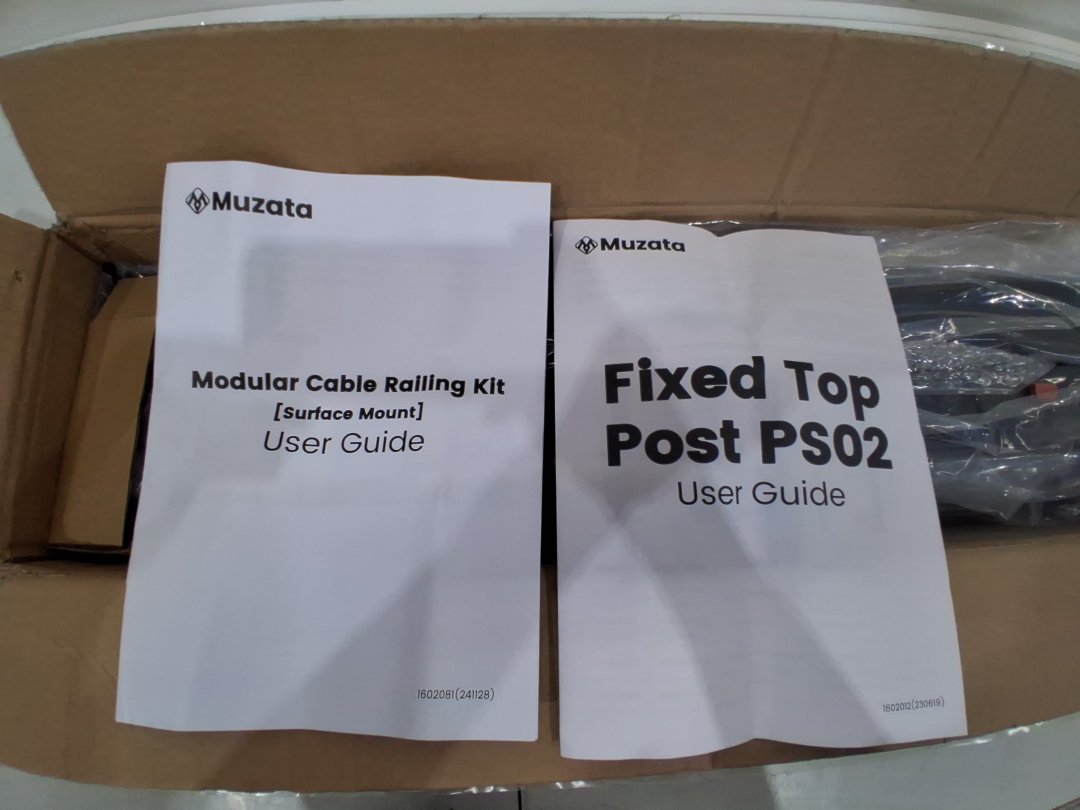 Muzata
Modular Cable Railing Kit
[Surface Mount]
User Guide
1602081(241128)
Muzata
Fixed Top
Post PS02
User Guide
1602012(230619)